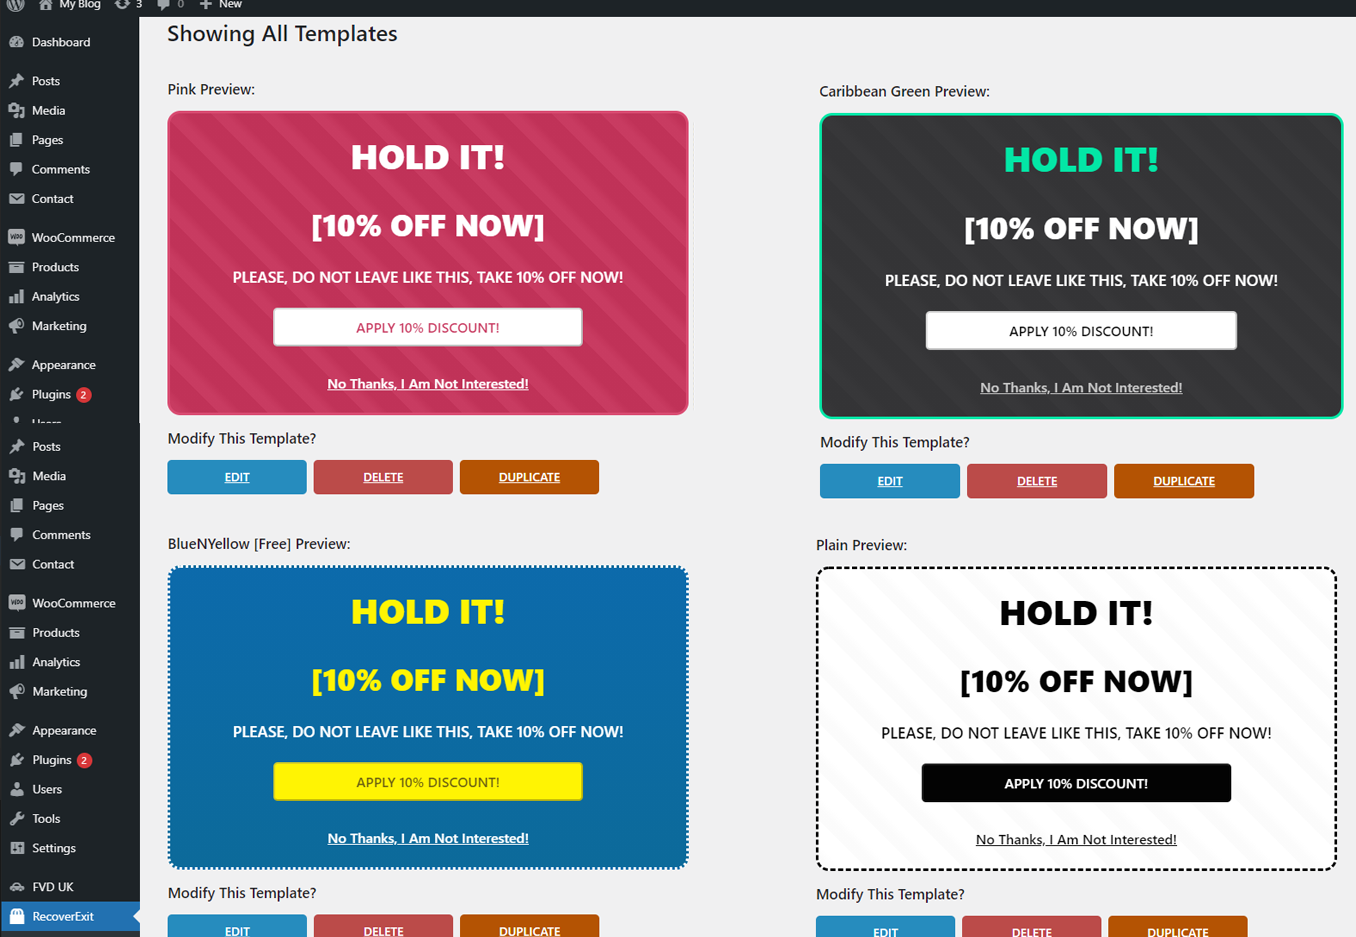 My Blog 3 0 New
Dashboard
Posts
Media
Pages
Comments
Contact
WooCommerce
Products
Analytics
Marketing
Appearance
Plugins 2
Users
Posts
Media
Pages
Comments
Contact
WooCommerce
Products
Analytics
Marketing
Appearance
Plugins 2
Users
Tools
Settings
FVD UK
RecoverExit
Showing All Templates
Pink Preview:
HOLD IT!
[10% OFF NOW]
PLEASE, DO NOT LEAVE LIKE THIS, TAKE 10% OFF NOW!
APPLY 10% DISCOUNT!
No Thanks, I Am Not Interested!
Modify This Template?
EDIT DELETE DUPLICATE
Caribbean Green Preview:
HOLD IT!
[10% OFF NOW]
PLEASE, DO NOT LEAVE LIKE THIS, TAKE 10% OFF NOW!
APPLY 10% DISCOUNT!
No Thanks, I Am Not Interested!
Modify This Template?
EDIT DELETE DUPLICATE
BlueNYellow [Free] Preview:
HOLD IT!
[10% OFF NOW]
PLEASE, DO NOT LEAVE LIKE THIS, TAKE 10% OFF NOW!
APPLY 10% DISCOUNT!
No Thanks, I Am Not Interested!
Modify This Template?
EDIT DELETE DUPLICATE
Plain Preview:
HOLD IT!
[10% OFF NOW]
PLEASE, DO NOT LEAVE LIKE THIS, TAKE 10% OFF NOW!
APPLY 10% DISCOUNT!
No Thanks, I Am Not Interested!
Modify This Template?
EDIT DELETE DUPLICATE